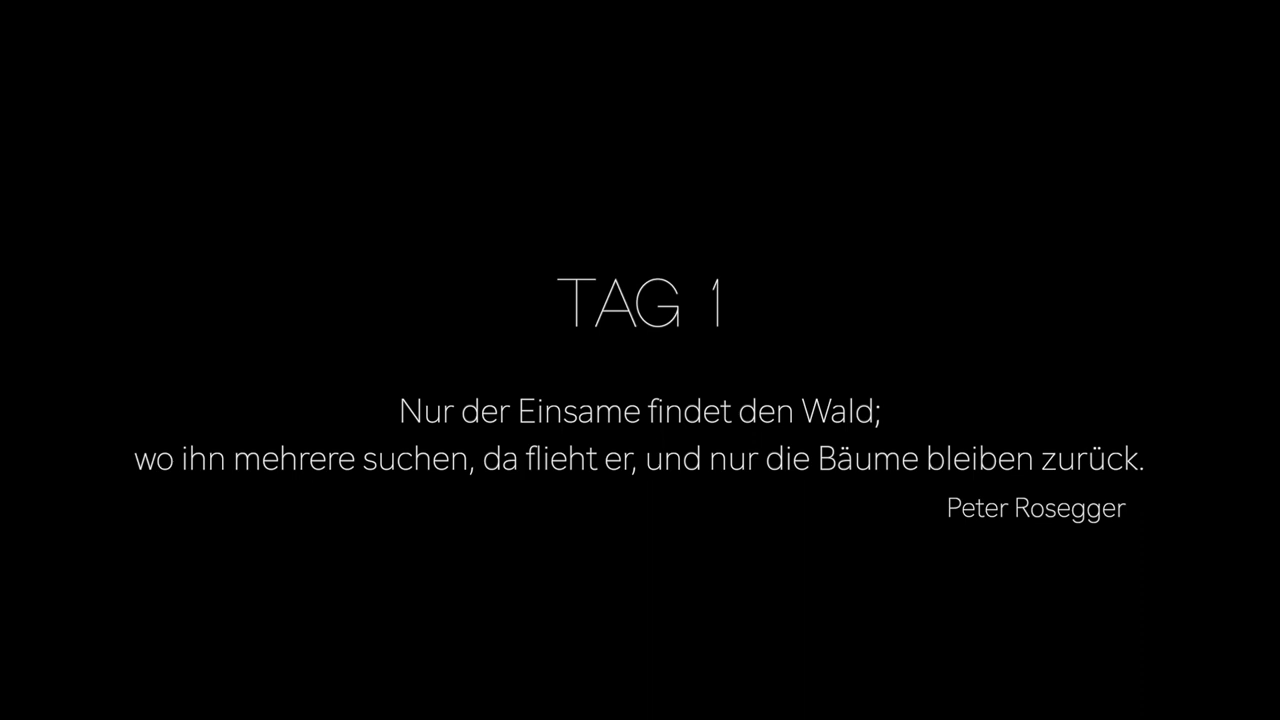 TAG 1
Nur der Einsame findet den Wald;
wo ihn mehrere suchen, da flieht er, und nur die Bäume bleiben zurück.
Peter Rosegger